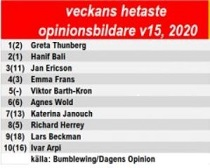 veckans hetaste
opinionsbildare v15, 2020
1(2) Greta Thunberg
2(1) Hanif Bali
3(11) Jan Ericson
4(3) Emma Frans
5(-) Viktor Barth-Kron
6(6) Agnes Wold
7(13) Katerina Janouch
8(5) Richard Herrey
9(18) Lars Beckman
10(16) Ivar Arpi
källa: Bumblewing/Dagens Opinion